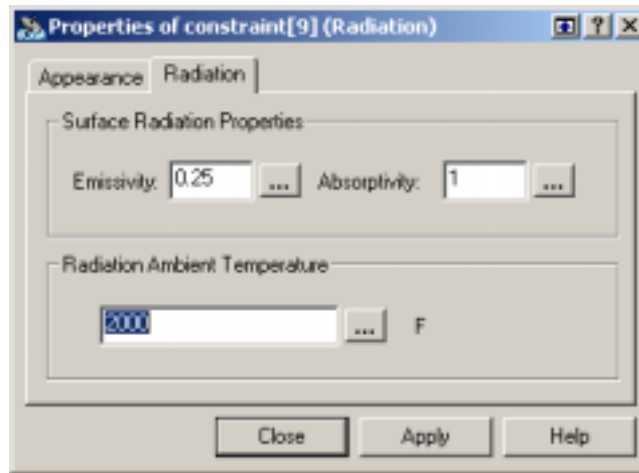 Properties of constraint[9] (Radiation)
Appearance Radiation
Surface Radiation Properties
Emissivity: 0.25 ... Absorptivity: 1 ...
Radiation Ambient Temperature
2000 ... F
Close Apply Help